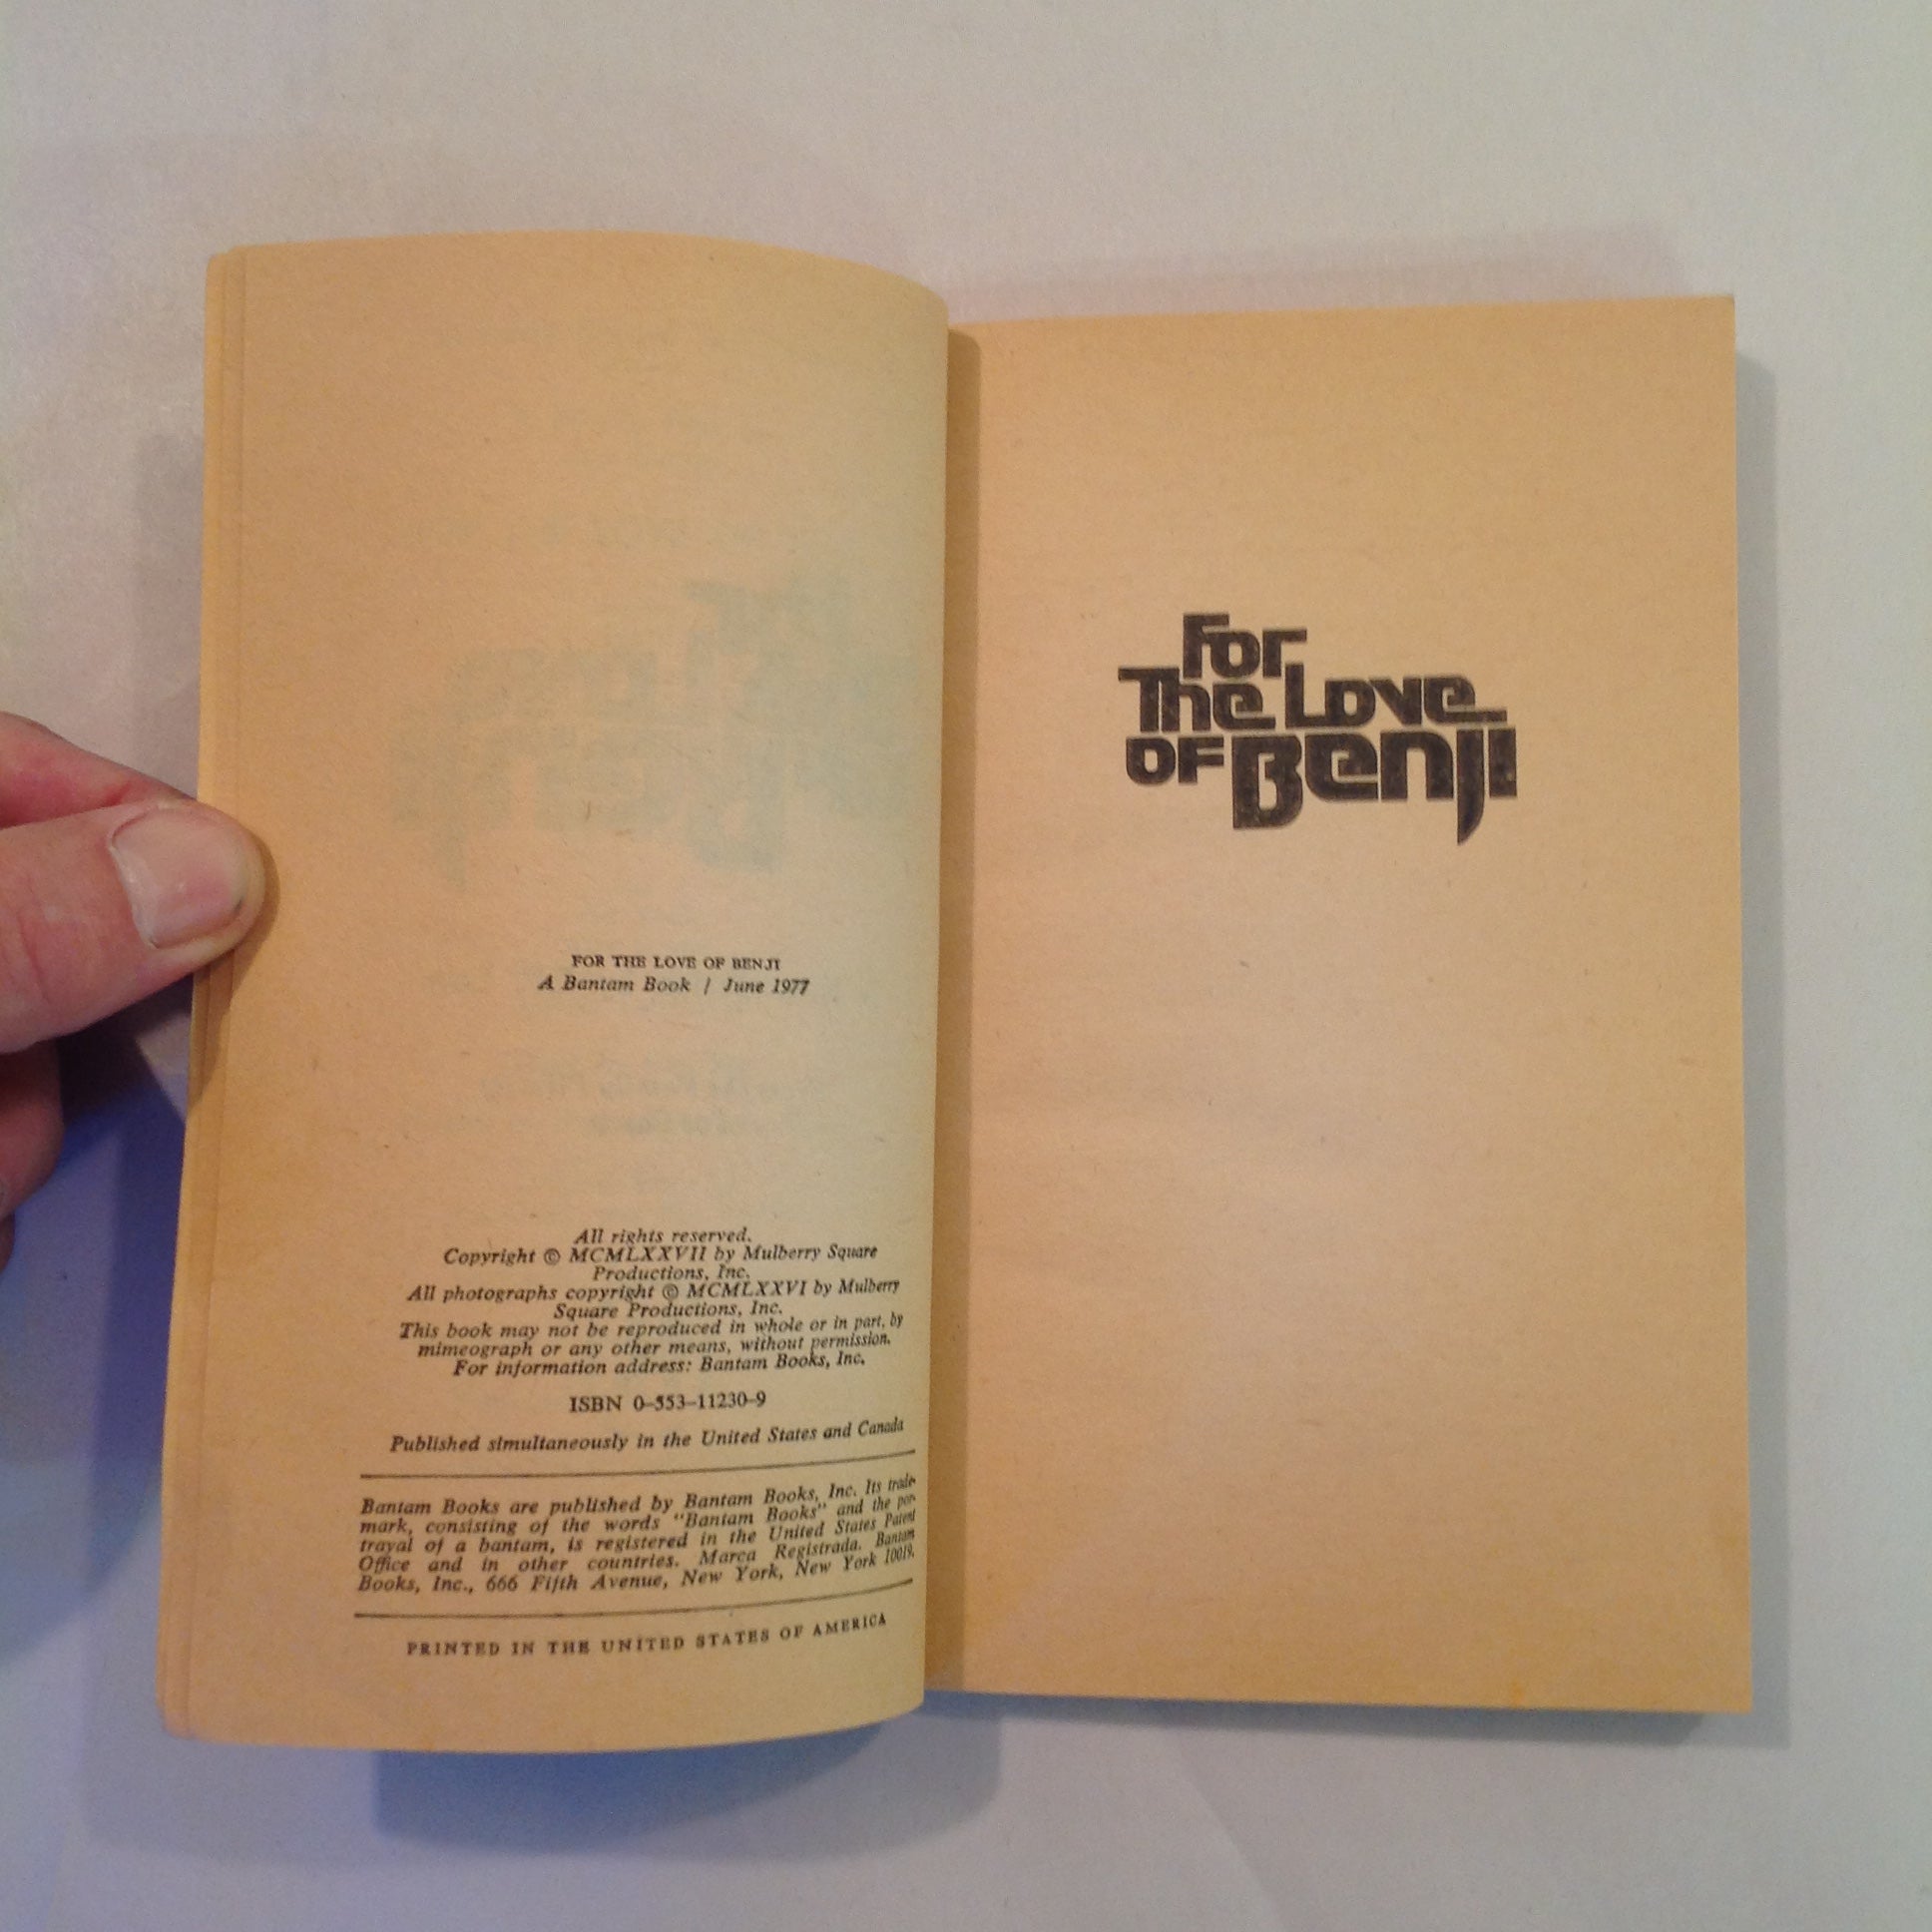 FOR THE LOVE OF BENJI
A Bantam Book / June 1977
All rights reserved.
Copyright © MCMLXXVII by Mulberry Square
Productions, Inc.
All photographs copyright © MCMLXXVI by Mulberry
Square Productions, Inc.
This book may not be reproduced in whole or in part, by
mimeograph or any other means, without permission.
For information address: Bantam Books, Inc.
ISBN 0-553-11230-9
Published simultaneously in the United States and Canada
Bantam Books are published by Bantam Books, Inc. Its trade-
mark, consisting of the words "Bantam Books" and the por-
trayal of a bantam, is registered in the United States Patent
Office and in other countries. Marca Registrada. Bantam
Books, Inc., 666 Fifth Avenue, New York, New York 10019.
PRINTED IN THE UNITED STATES OF AMERICA
For
The Love
OF Benji